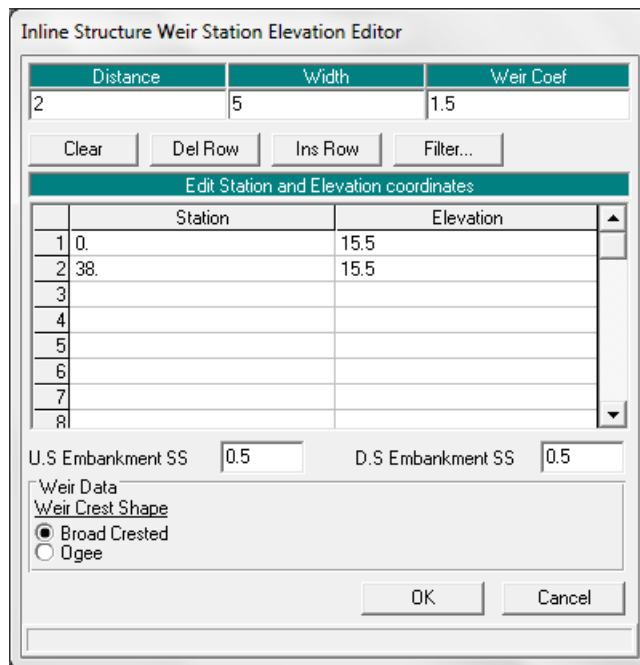 Inline Structure Weir Station Elevation Editor
Distance Width Weir Coef
2 5 1.5
Clear Del Row Ins Row Filter...
Edit Station and Elevation coordinates
Station Elevation
1 0. 15.5
2 38. 15.5
3
4
5
6
7
8
U.S Embankment SS 0.5 D.S Embankment SS 0.5
Weir Data
Weir Crest Shape
Broad Crested
Ogee
OK Cancel